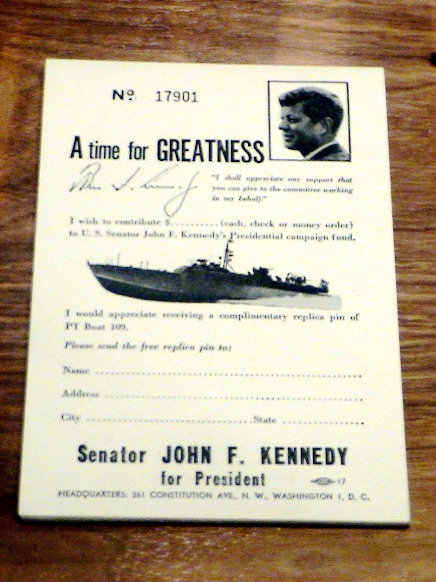 Nº 17901
A time for GREATNESS
John F. Kennedy
"I shall appreciate any support that
you can give to the committee working
in my behalf."
I wish to contribute $..........(cash, check or money order)
to U. S. Senator John F. Kennedy's Presidential campaign fund.
I would appreciate receiving a complimentary replica pin of
PT Boat 109.
Please send the free replica pin to:
Name ............................................................
Address ............................................................
City ..................................... State ..................
Senator JOHN F. KENNEDY
for President
17
HEADQUARTERS: 261 CONSTITUTION AVE., N. W., WASHINGTON 1, D. C.